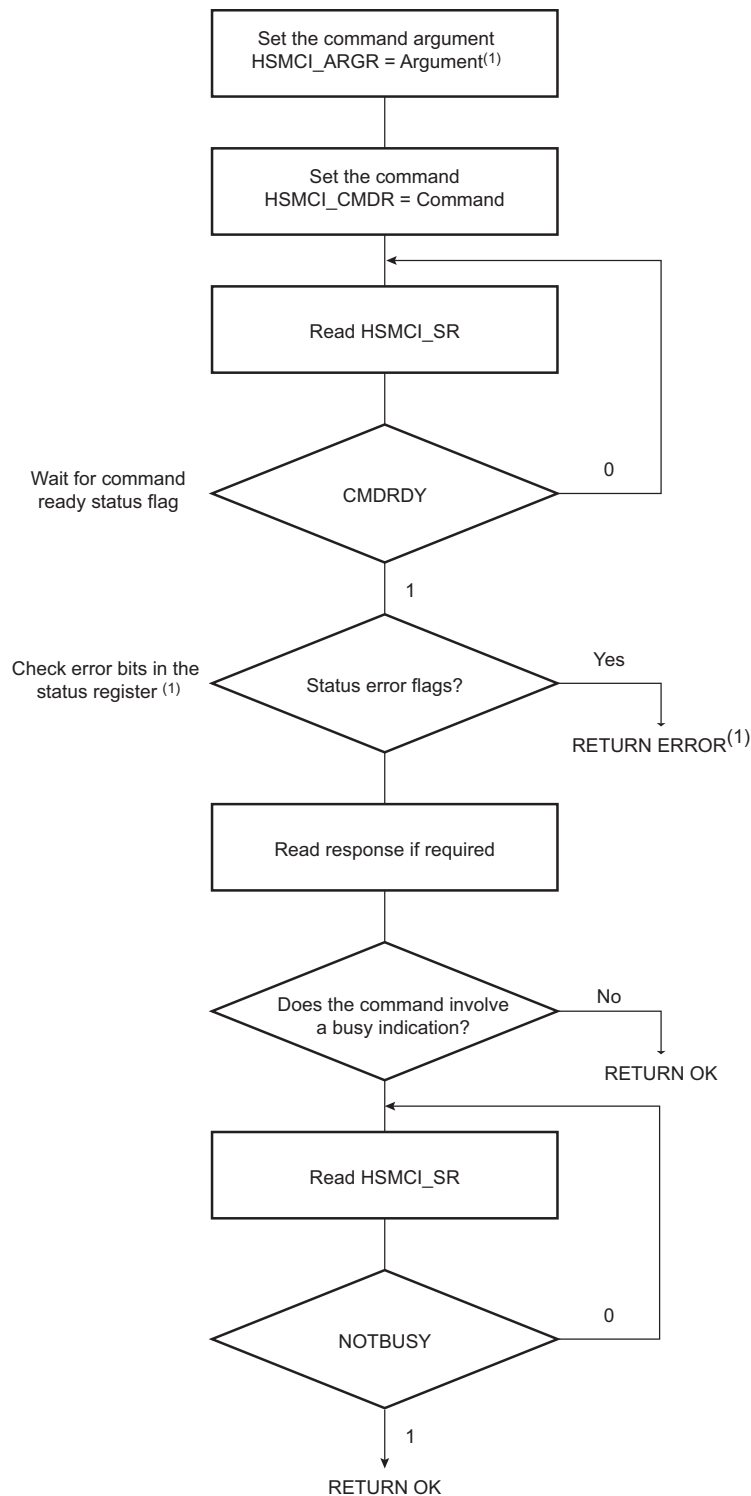 Set the command argument
HSMCI_ARGR = Argument(1)
Set the command
HSMCI_CMDR = Command
Read HSMCI_SR
Wait for command
ready status flag
CMDRDY
0
1
Check error bits in the
status register (1)
Status error flags?
Yes
RETURN ERROR(1)
Read response if required
Does the command involve
a busy indication?
No
RETURN OK
Read HSMCI_SR
NOTBUSY
0
1
RETURN OK